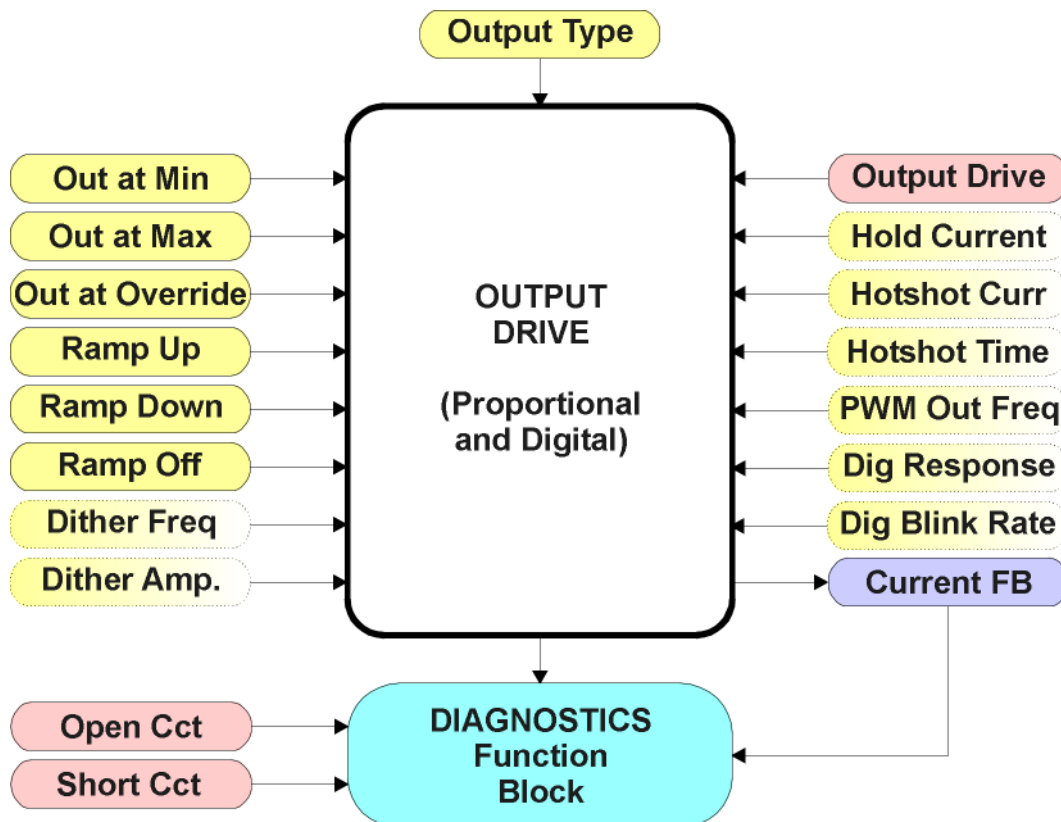 Output Type
Out at Min
Out at Max
Out at Override
Ramp Up
Ramp Down
Ramp Off
Dither Freq
Dither Amp.
OUTPUT
DRIVE
(Proportional
and Digital)
Output Drive
Hold Current
Hotshot Curr
Hotshot Time
PWM Out Freq
Dig Response
Dig Blink Rate
Current FB
Open Cct
Short Cct
DIAGNOSTICS
Function
Block